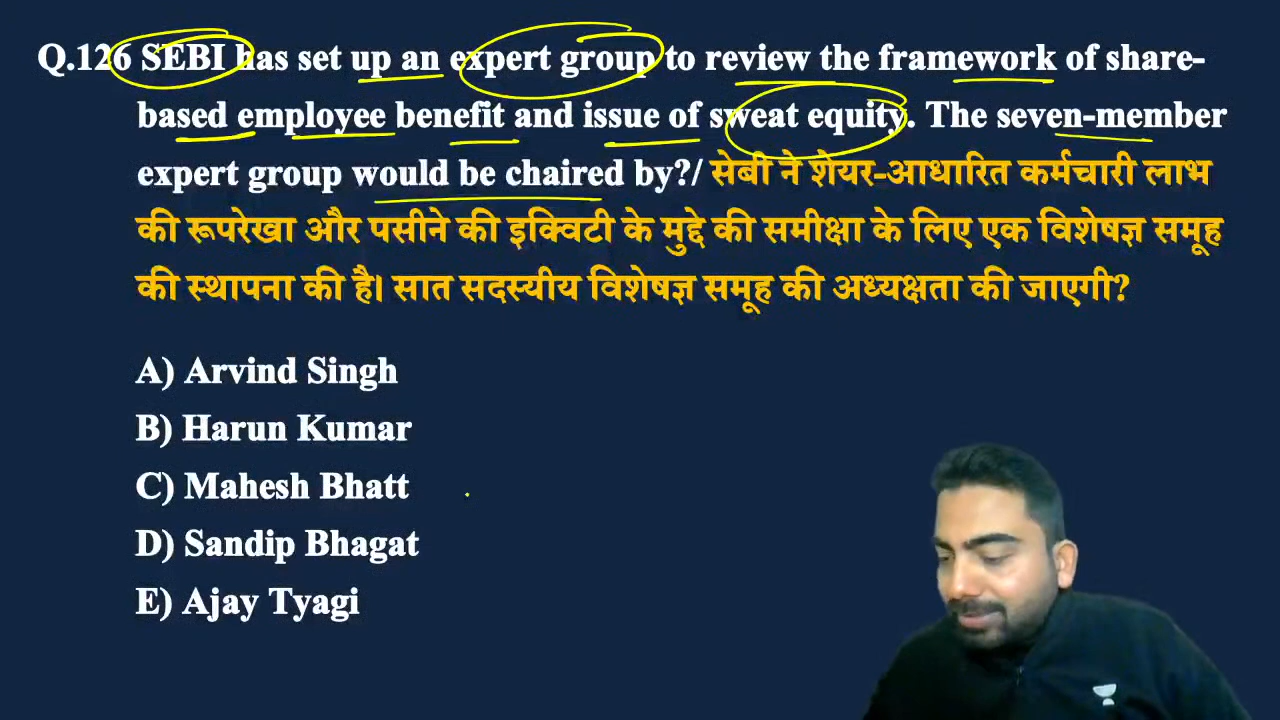 Q.126 SEBI has set up an expert group to review the framework of share-
based employee benefit and issue of sweat equity. The seven-member
expert group would be chaired by?/ सेबी ने शेयर-आधारित कर्मचारी लाभ
की रूपरेखा और पसीने की इक्विटी के मुद्दे की समीक्षा के लिए एक विशेषज्ञ समूह
की स्थापना की है। सात सदस्यीय विशेषज्ञ समूह की अध्यक्षता की जाएगी?
A) Arvind Singh
B) Harun Kumar
C) Mahesh Bhatt
D) Sandip Bhagat
E) Ajay Tyagi